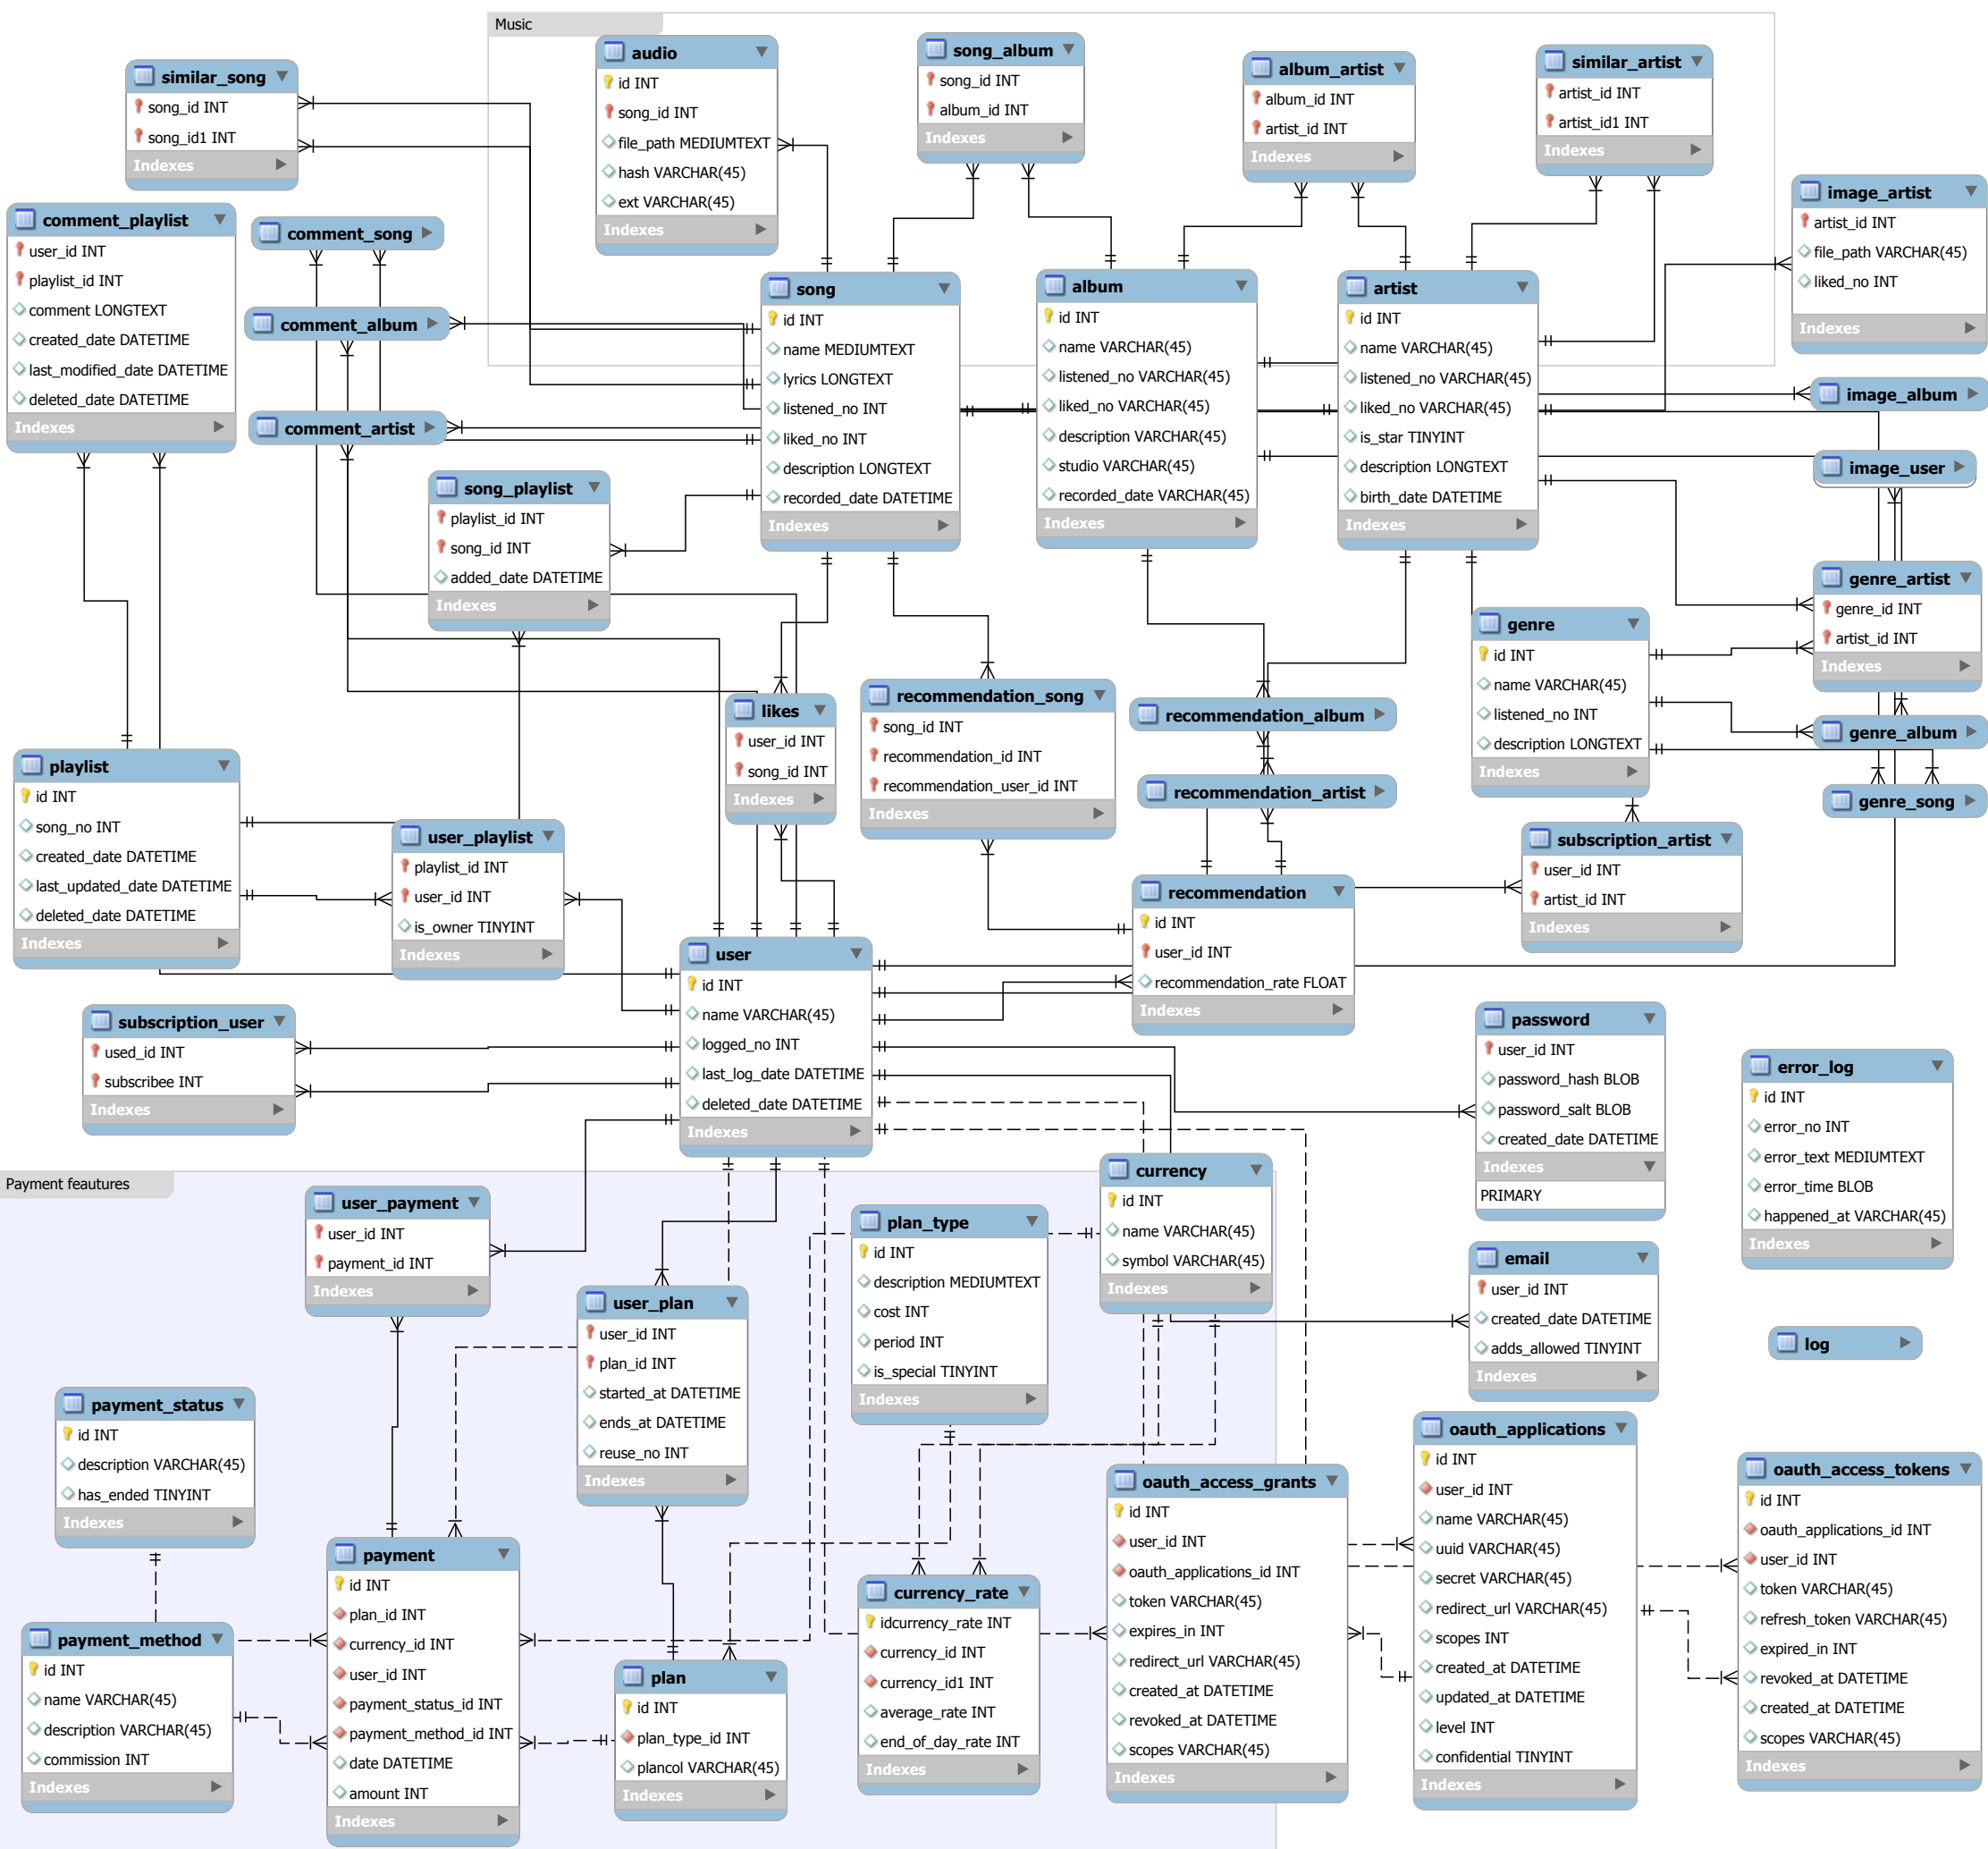 Music
audio
id INT
song_id INT
file_path MEDIUMTEXT
hash VARCHAR(45)
ext VARCHAR(45)
Indexes
song_album
song_id INT
album_id INT
Indexes
album_artist
album_id INT
artist_id INT
Indexes
similar_artist
artist_id INT
artist_id1 INT
Indexes
similar_song
song_id INT
song_id1 INT
Indexes
image_artist
artist_id INT
file_path VARCHAR(45)
liked_no INT
Indexes
comment_playlist
user_id INT
playlist_id INT
comment LONGTEXT
created_date DATETIME
last_modified_date DATETIME
deleted_date DATETIME
Indexes
comment_song
comment_album
comment_artist
song
id INT
name MEDIUMTEXT
lyrics LONGTEXT
listened_no INT
liked_no INT
description LONGTEXT
recorded_date DATETIME
Indexes
album
id INT
name VARCHAR(45)
listened_no VARCHAR(45)
liked_no VARCHAR(45)
description VARCHAR(45)
studio VARCHAR(45)
recorded_date VARCHAR(45)
Indexes
artist
id INT
name VARCHAR(45)
listened_no VARCHAR(45)
liked_no VARCHAR(45)
is_star TINYINT
description LONGTEXT
birth_date DATETIME
Indexes
image_album
image_user
song_playlist
playlist_id INT
song_id INT
added_date DATETIME
Indexes
genre_artist
genre_id INT
artist_id INT
Indexes
genre
id INT
name VARCHAR(45)
listened_no INT
description LONGTEXT
Indexes
genre_album
genre_song
likes
user_id INT
song_id INT
Indexes
recommendation_song
song_id INT
recommendation_id INT
recommendation_user_id INT
Indexes
recommendation_album
recommendation_artist
playlist
id INT
song_no INT
created_date DATETIME
last_updated_date DATETIME
deleted_date DATETIME
Indexes
user_playlist
playlist_id INT
user_id INT
is_owner TINYINT
subscription_artist
user_id INT
artist_id INT
Indexes
recommendation
id INT
user_id INT
recommendation_rate FLOAT
Indexes
user
id INT
name VARCHAR(45)
logged_no INT
last_log_date DATETIME
deleted_date DATETIME
Indexes
subscription_user
used_id INT
subscribee INT
Indexes
password
user_id INT
password_hash BLOB
password_salt BLOB
created_date DATETIME
Indexes
PRIMARY
error_log
id INT
error_no INT
error_text MEDIUMTEXT
error_time BLOB
happened_at VARCHAR(45)
Indexes
Payment feautures
user_payment
user_id INT
payment_id INT
Indexes
plan_type
id INT
description MEDIUMTEXT
cost INT
period INT
is_special TINYINT
Indexes
currency
id INT
name VARCHAR(45)
symbol VARCHAR(45)
Indexes
email
user_id INT
created_date DATETIME
adds_allowed TINYINT
Indexes
log
user_plan
user_id INT
plan_id INT
started_at DATETIME
ends_at DATETIME
reuse_no INT
Indexes
payment_status
id INT
description VARCHAR(45)
has_ended TINYINT
Indexes
oauth_applications
id INT
user_id INT
name VARCHAR(45)
uuid VARCHAR(45)
secret VARCHAR(45)
redirect_url VARCHAR(45)
scopes INT
created_at DATETIME
updated_at DATETIME
level INT
confidential TINYINT
Indexes
oauth_access_grants
id INT
user_id INT
oauth_applications_id INT
token VARCHAR(45)
expires_in INT
redirect_url VARCHAR(45)
created_at DATETIME
revoked_at DATETIME
scopes VARCHAR(45)
Indexes
oauth_access_tokens
id INT
oauth_applications_id INT
user_id INT
token VARCHAR(45)
refresh_token VARCHAR(45)
expired_in INT
revoked_at DATETIME
created_at DATETIME
scopes VARCHAR(45)
Indexes
payment
id INT
plan_id INT
currency_id INT
user_id INT
payment_status_id INT
payment_method_id INT
date DATETIME
amount INT
Indexes
currency_rate
idcurrency_rate INT
currency_id INT
currency_id1 INT
average_rate INT
end_of_day_rate INT
Indexes
payment_method
id INT
name VARCHAR(45)
description VARCHAR(45)
commission INT
Indexes
plan
id INT
plan_type_id INT
plancol VARCHAR(45)
Indexes